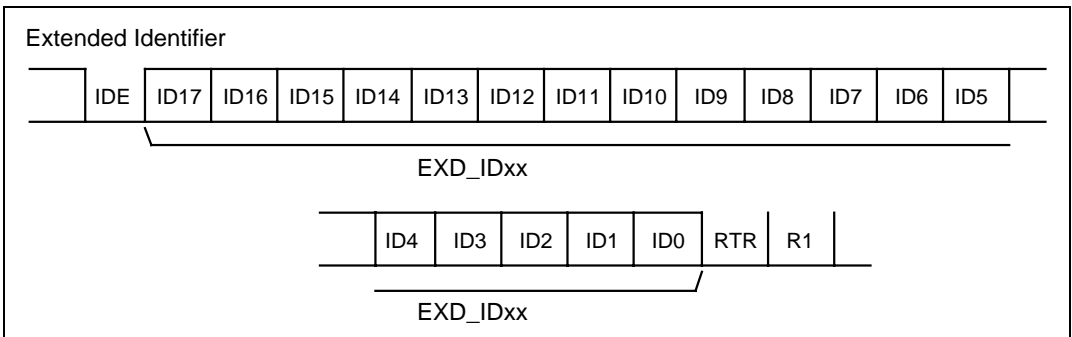 Extended Identifier
IDE ID17 ID16 ID15 ID14 ID13 ID12 ID11 ID10 ID9 ID8 ID7 ID6 ID5
EXD_IDxx
ID4 ID3 ID2 ID1 ID0 RTR R1
EXD_IDxx